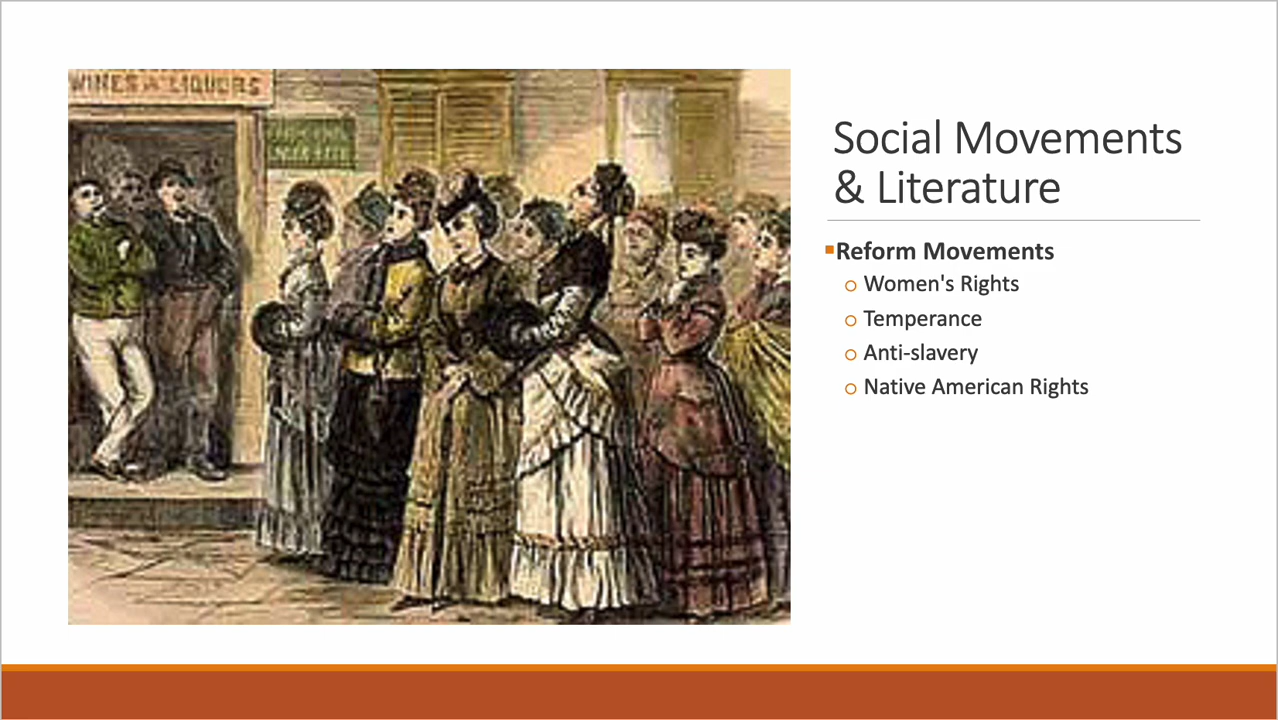 WINES & LIQUORS
Social Movements
& Literature
Reform Movements
Women's Rights
Temperance
Anti-slavery
Native American Rights